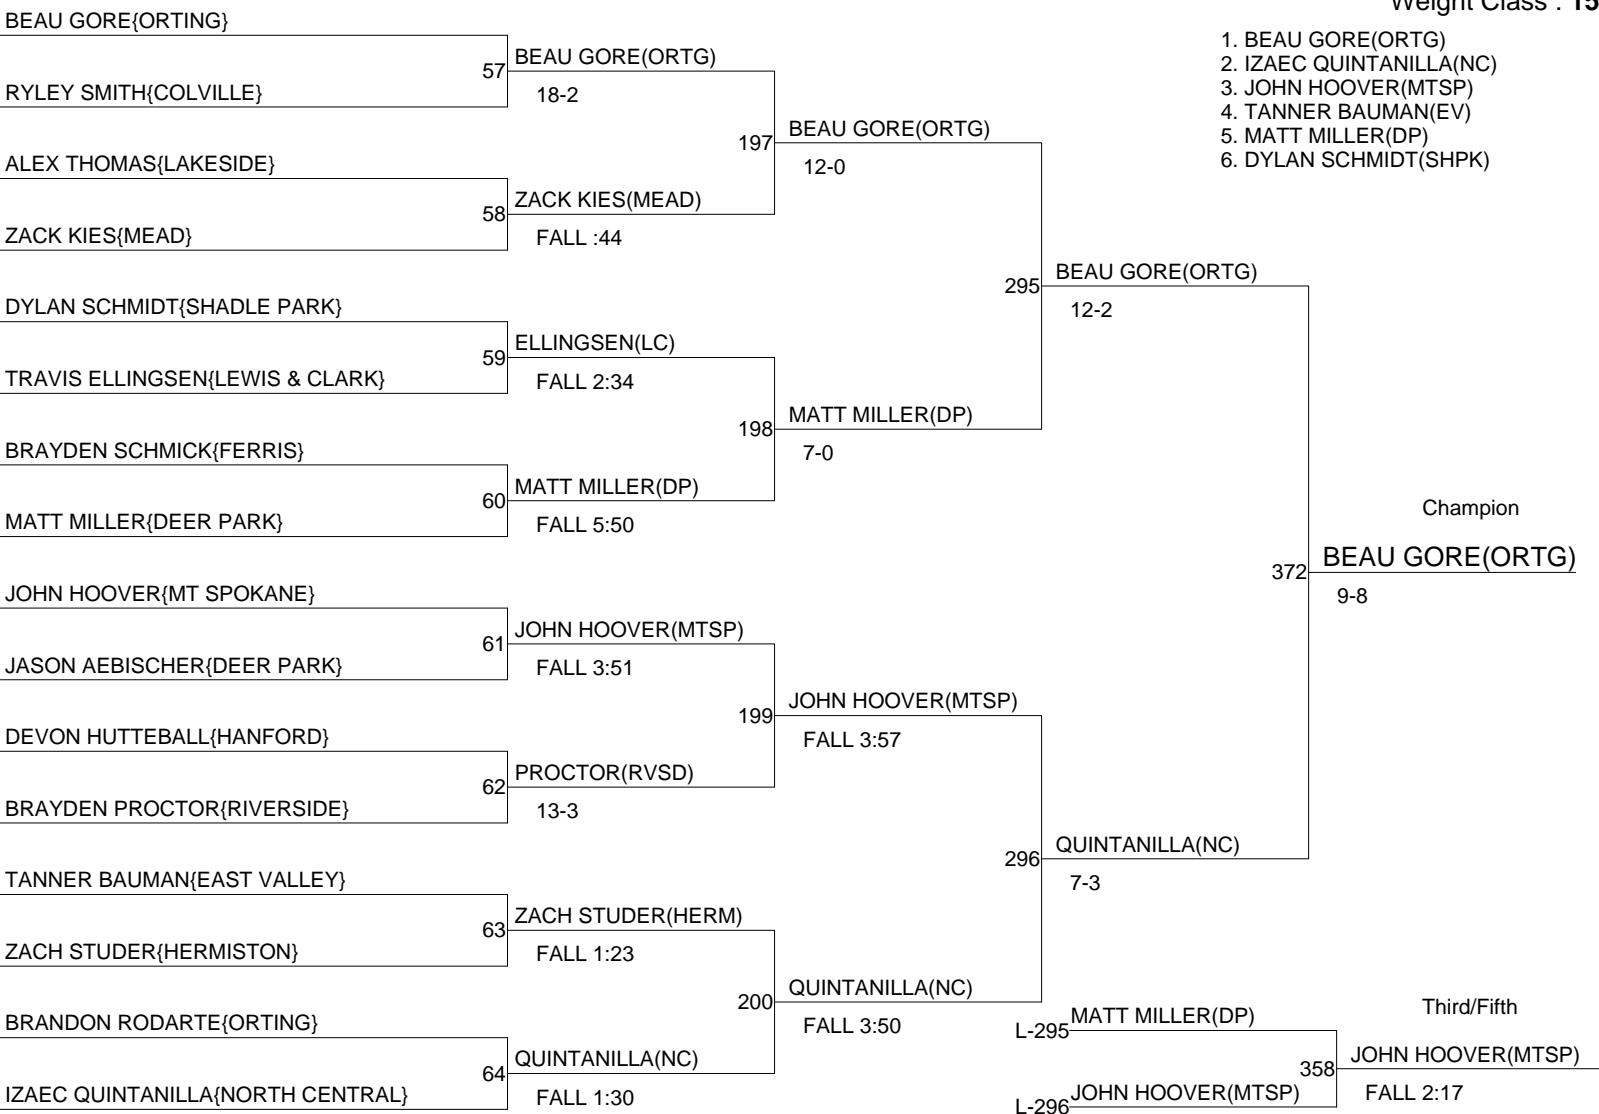 Weight Class : 15
1. BEAU GORE(ORTG)
2. IZAEC QUINTANILLA(NC)
3. JOHN HOOVER(MTSP)
4. TANNER BAUMAN(EV)
5. MATT MILLER(DP)
6. DYLAN SCHMIDT(SHPK)
BEAU GORE{ORTING}
57 BEAU GORE(ORTG)
RYLEY SMITH{COLVILLE}
18-2
197 BEAU GORE(ORTG)
12-0
ALEX THOMAS{LAKESIDE}
58 ZACK KIES(MEAD)
ZACK KIES{MEAD}
FALL :44
295 BEAU GORE(ORTG)
12-2
DYLAN SCHMIDT{SHADLE PARK}
59 ELLINGSEN(LC)
TRAVIS ELLINGSEN{LEWIS & CLARK}
FALL 2:34
198 MATT MILLER(DP)
7-0
BRAYDEN SCHMICK{FERRIS}
60 MATT MILLER(DP)
MATT MILLER{DEER PARK}
FALL 5:50
Champion
372 BEAU GORE(ORTG)
9-8
JOHN HOOVER{MT SPOKANE}
61 JOHN HOOVER(MTSP)
JASON AEBISCHER{DEER PARK}
FALL 3:51
199 JOHN HOOVER(MTSP)
FALL 3:57
DEVON HUTTEBALL{HANFORD}
62 PROCTOR(RVSD)
BRAYDEN PROCTOR{RIVERSIDE}
13-3
296 QUINTANILLA(NC)
7-3
TANNER BAUMAN{EAST VALLEY}
63 ZACH STUDER(HERM)
ZACH STUDER{HERMISTON}
FALL 1:23
200 QUINTANILLA(NC)
FALL 3:50
BRANDON RODARTE{ORTING}
64 QUINTANILLA(NC)
IZAEC QUINTANILLA{NORTH CENTRAL}
FALL 1:30
Third/Fifth
L-295 MATT MILLER(DP)
358 JOHN HOOVER(MTSP)
FALL 2:17
L-296 JOHN HOOVER(MTSP)